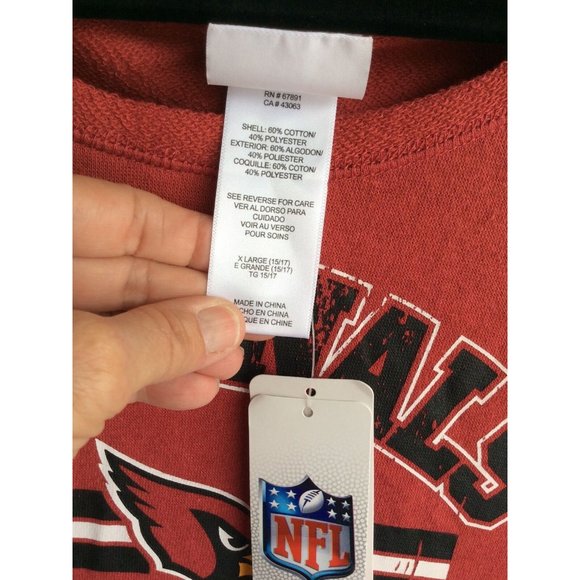 RN # 67891
CA # 43063
SHELL: 60% COTTON/
40% POLYESTER
EXTERIOR: 60% ALGODON/
40% POLIESTER
COQUILLE: 60% COTON/
40% POLYESTER
SEE REVERSE FOR CARE
VER AL DORSO PARA
CUIDADO
VOIR AU VERSO
POUR SOINS
X LARGE (15/17)
E GRANDE (15/17)
TG 15/17
MADE IN CHINA
HECHO EN CHINA
FABRIQUE EN CHINE
NALS
NFL